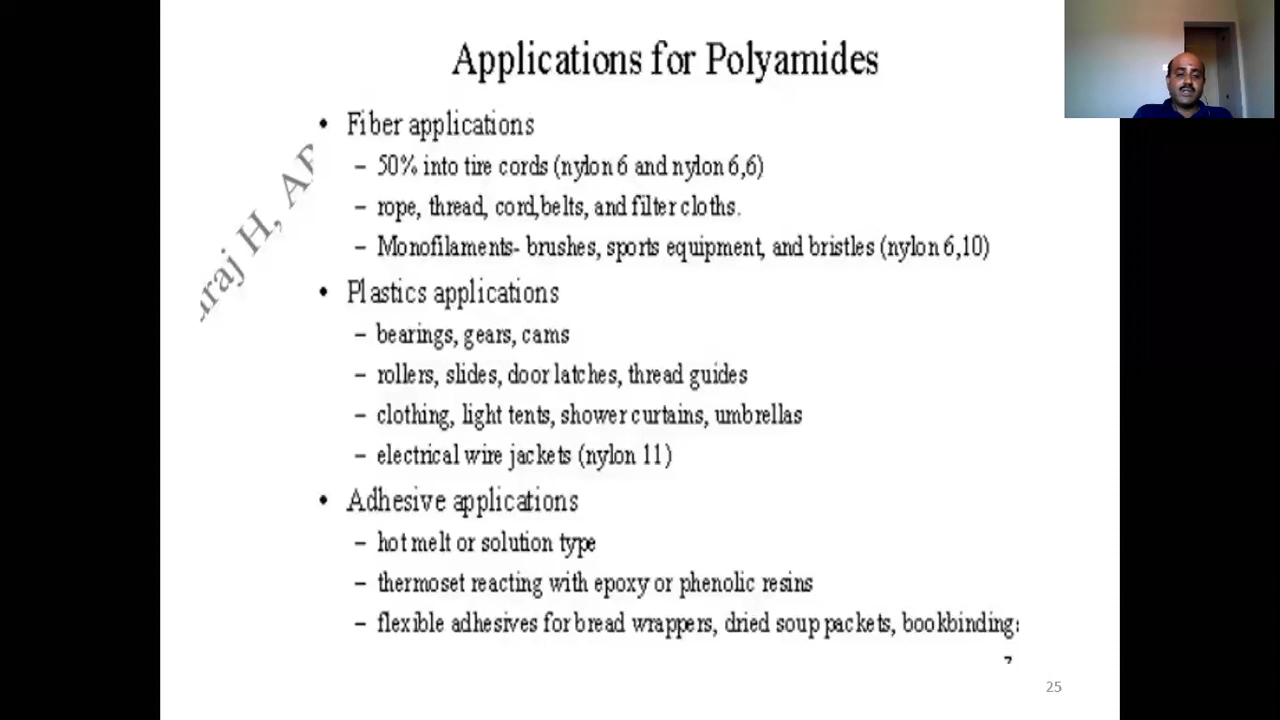 Applications for Polyamides
• Fiber applications
– 50% into tire cords (nylon 6 and nylon 6,6)
– rope, thread, cord,belts, and filter cloths.
– Monofilaments- brushes, sports equipment, and bristles (nylon 6,10)
• Plastics applications
– bearings, gears, cams
– rollers, slides, door latches, thread guides
– clothing, light tents, shower curtains, umbrellas
– electrical wire jackets (nylon 11)
• Adhesive applications
– hot melt or solution type
– thermoset reacting with epoxy or phenolic resins
– flexible adhesives for bread wrappers, dried soup packets, bookbindings
25